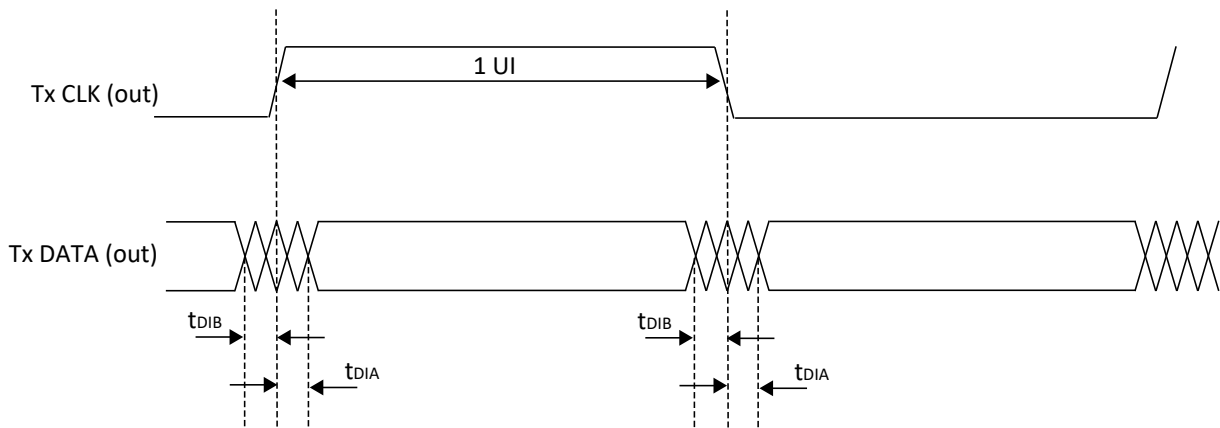 1 UI
Tx CLK (out)
Tx DATA (out)
tDIB
tDIB
tDIA
tDIA